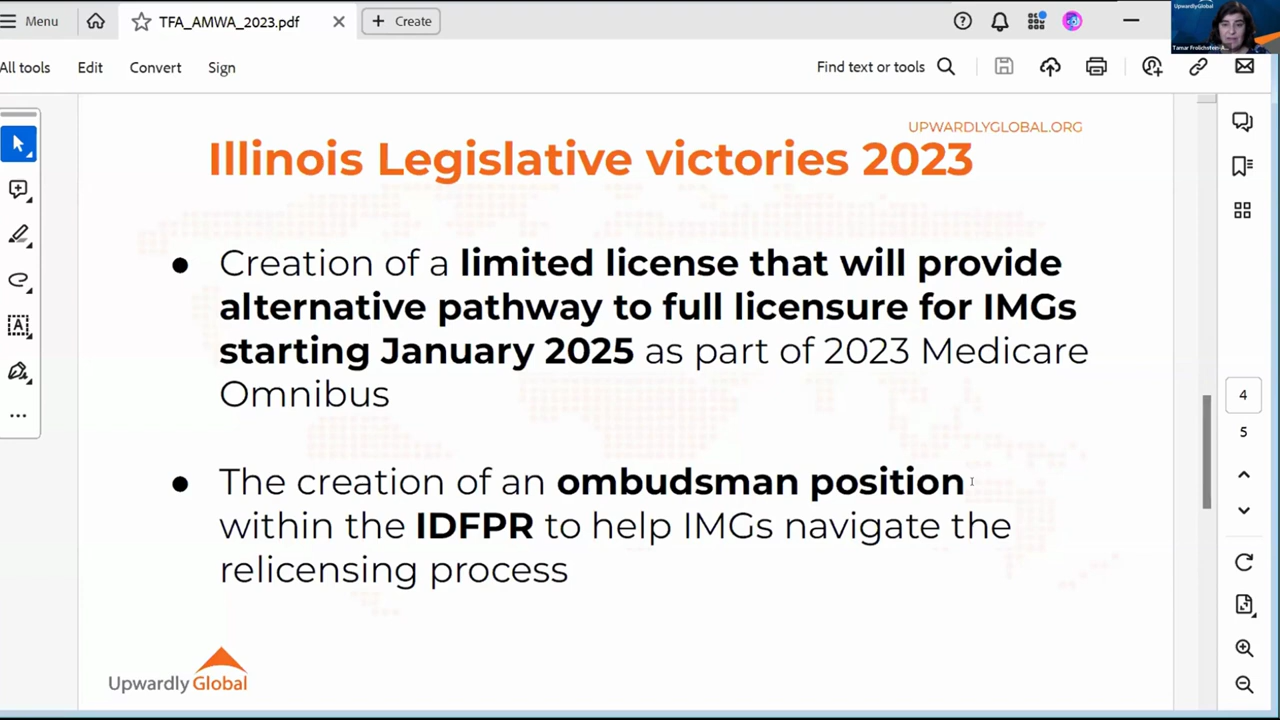 Menu
TFA_AMWA_2023.pdf
Create
UpwardlyGlobal
Tamar Frolichstein-A...
All tools
Edit
Convert
Sign
Find text or tools
UPWARDLYGLOBAL.ORG
Illinois Legislative victories 2023
● Creation of a limited license that will provide
alternative pathway to full licensure for IMGs
starting January 2025 as part of 2023 Medicare
Omnibus
● The creation of an ombudsman position
within the IDFPR to help IMGs navigate the
relicensing process
4
5
Upwardly Global